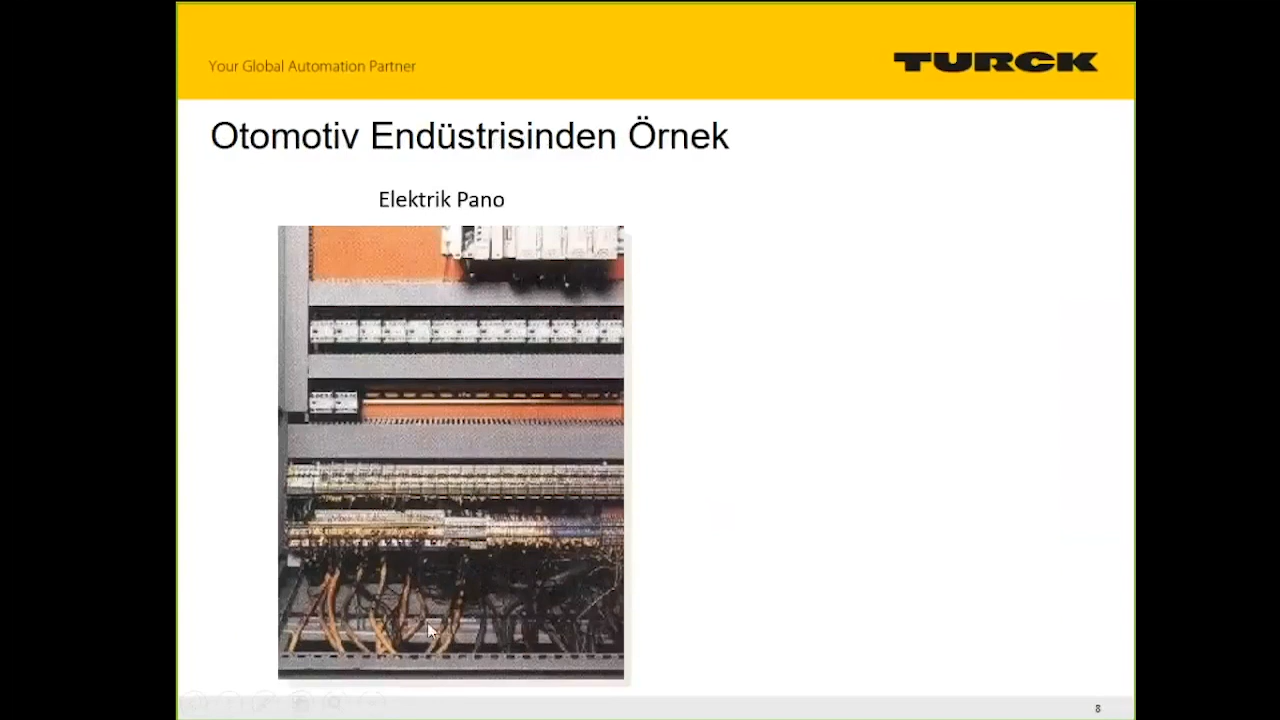 Your Global Automation Partner
TURCK
Otomotiv Endüstrisinden Örnek
Elektrik Pano
8